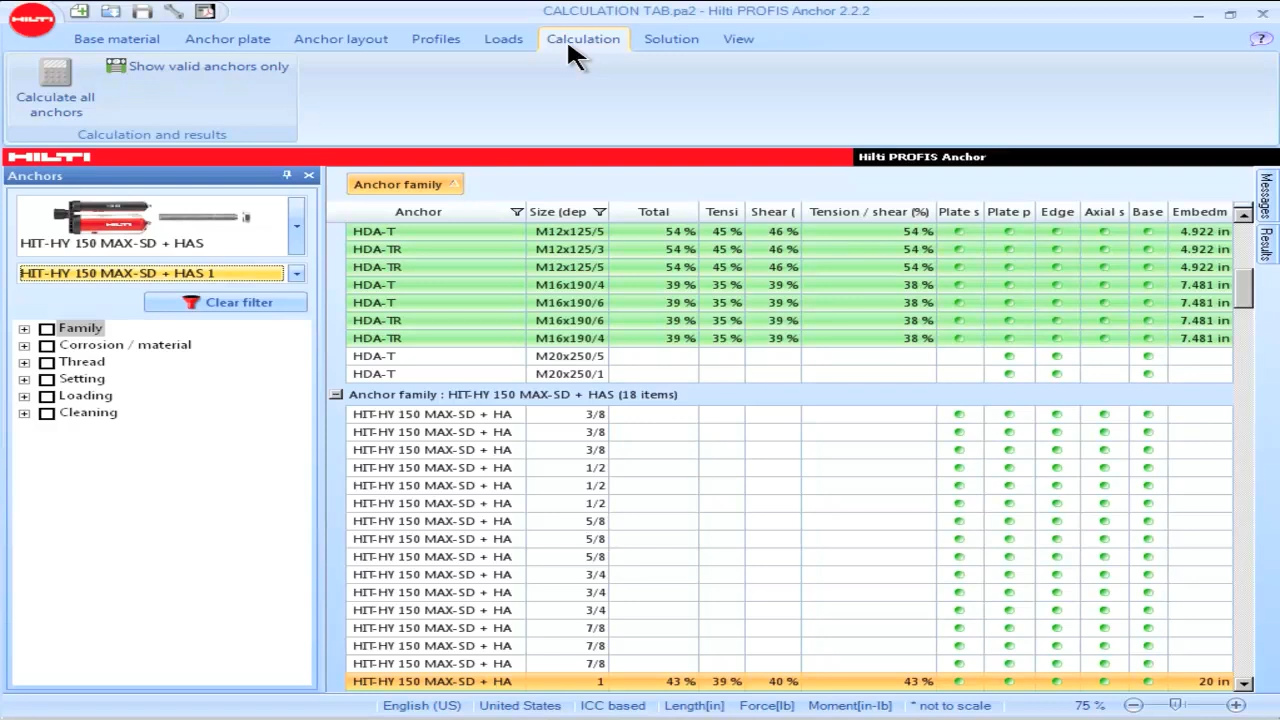 HILTI
CALCULATION TAB.pa2 - Hilti PROFIS Anchor 2.2.2
Base material Anchor plate Anchor layout Profiles Loads Calculation Solution View
Show valid anchors only
Calculate all
anchors
Calculation and results
HILTI Hilti PROFIS Anchor
Anchors
HIT-HY 150 MAX-SD + HAS
HIT-HY 150 MAX-SD + HAS 1
Clear filter
Family
Corrosion / material
Thread
Setting
Loading
Cleaning
Anchor family
Anchor Size (dep Total Tensi Shear ( Tension / shear (%) Plate s Plate p Edge Axial s Base Embedm
HDA-T M12x125/5 54 % 45 % 46 % 54 % 4.922 in
HDA-TR M12x125/3 54 % 45 % 46 % 54 % 4.922 in
HDA-TR M12x125/5 54 % 45 % 46 % 54 % 4.922 in
HDA-T M16x190/4 39 % 35 % 39 % 38 % 7.481 in
HDA-T M16x190/6 39 % 35 % 39 % 38 % 7.481 in
HDA-TR M16x190/6 39 % 35 % 39 % 38 % 7.481 in
HDA-TR M16x190/4 39 % 35 % 39 % 38 % 7.481 in
HDA-T M20x250/5
HDA-T M20x250/1
Anchor family : HIT-HY 150 MAX-SD + HAS (18 items)
HIT-HY 150 MAX-SD + HA 3/8
HIT-HY 150 MAX-SD + HA 3/8
HIT-HY 150 MAX-SD + HA 3/8
HIT-HY 150 MAX-SD + HA 1/2
HIT-HY 150 MAX-SD + HA 1/2
HIT-HY 150 MAX-SD + HA 1/2
HIT-HY 150 MAX-SD + HA 5/8
HIT-HY 150 MAX-SD + HA 5/8
HIT-HY 150 MAX-SD + HA 5/8
HIT-HY 150 MAX-SD + HA 3/4
HIT-HY 150 MAX-SD + HA 3/4
HIT-HY 150 MAX-SD + HA 3/4
HIT-HY 150 MAX-SD + HA 7/8
HIT-HY 150 MAX-SD + HA 7/8
HIT-HY 150 MAX-SD + HA 7/8
HIT-HY 150 MAX-SD + HA 1 43 % 39 % 40 % 43 % 20 in
Messages
Results
English (US) United States ICC based Length[in] Force[lb] Moment[in-lb] * not to scale 75 %